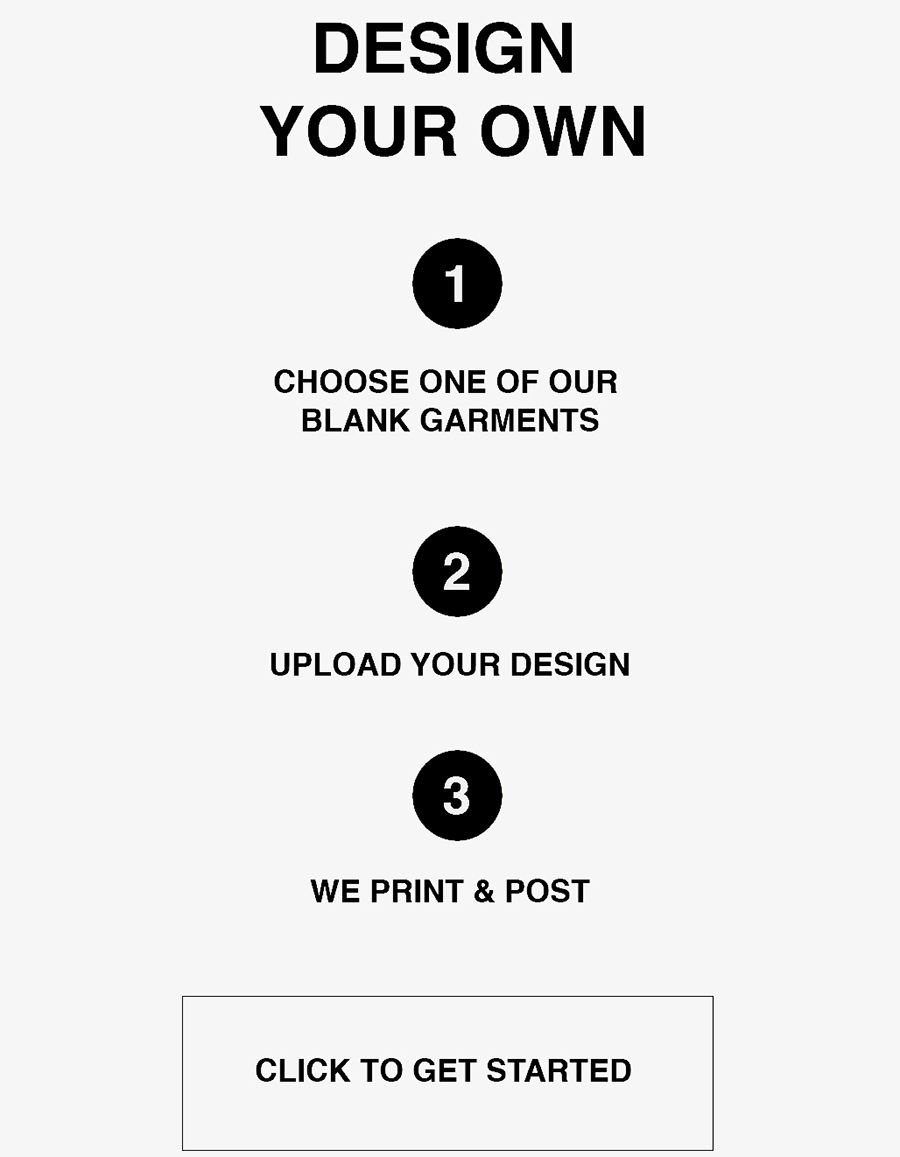 DESIGN
YOUR OWN
1
CHOOSE ONE OF OUR
BLANK GARMENTS
2
UPLOAD YOUR DESIGN
3
WE PRINT & POST
CLICK TO GET STARTED